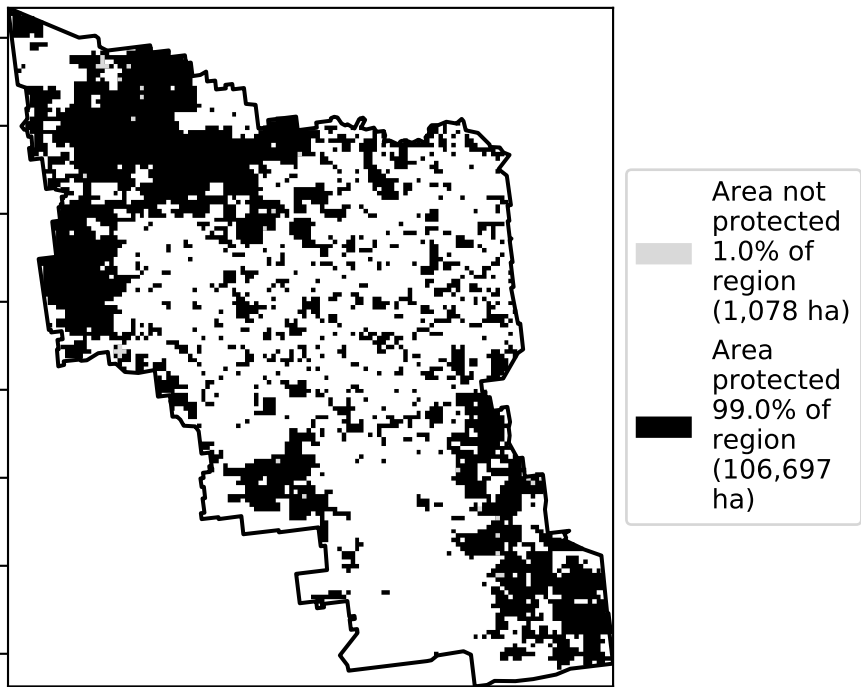 Area not
protected
1.0% of
region
(1,078 ha)
Area
protected
99.0% of
region
(106,697
ha)